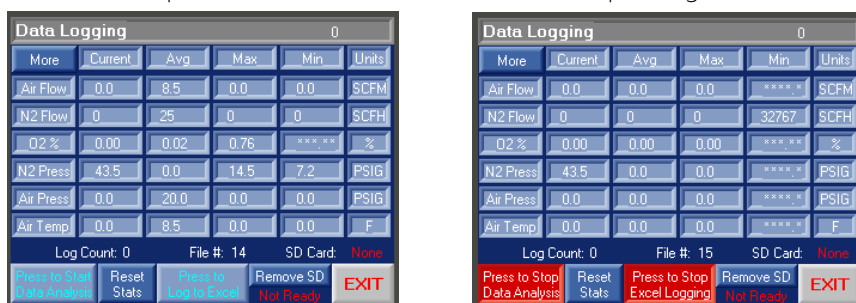 Data Logging 0
More Current Avg Max Min Units
Air Flow 0.0 8.5 0.0 0.0 SCFM
N2 Flow 0 25 0 0 SCFH
O2 % 0.00 0.02 0.76 ***.** %
N2 Press 43.5 0.0 14.5 7.2 PSIG
Air Press 0.0 20.0 0.0 0.0 PSIG
Air Temp 0.0 8.5 0.0 0.0 F
Log Count: 0 File #: 14 SD Card: None
Press to Start
Data Analysis
Reset
Stats
Press to
Log to Excel
Remove SD
Not Ready
EXIT
Data Logging 0
More Current Avg Max Min Units
Air Flow 0.0 0.0 0.0 ****.* SCFM
N2 Flow 0 0 0 32767 SCFH
O2 % 0.00 0.00 0.00 ***.** %
N2 Press 43.5 0.0 0.0 ****.* PSIG
Air Press 0.0 0.0 0.0 ****.* PSIG
Air Temp 0.0 0.0 0.0 ****.* F
Log Count: 0 File #: 15 SD Card: None
Press to Stop
Data Analysis
Reset
Stats
Press to Stop
Excel Logging
Remove SD
Not Ready
EXIT